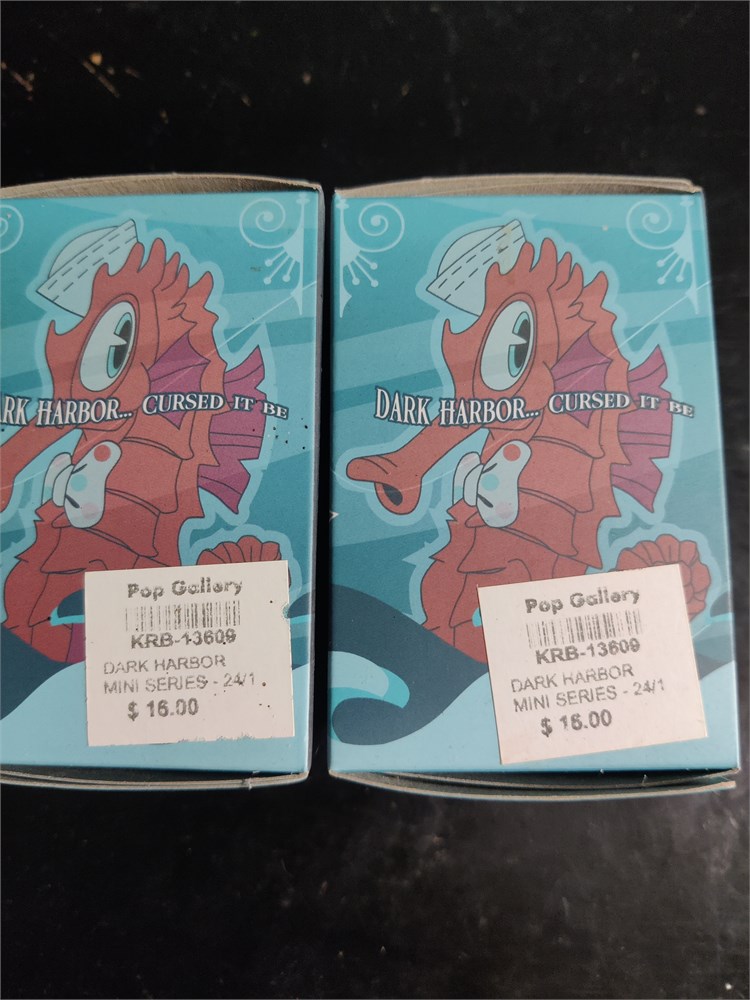 ARK HARBOR... CURSED IT BE
Pop Gallery
KRB-13609
DARK HARBOR
MINI SERIES - 24/1
$ 16.00
DARK HARBOR... CURSED IT BE
Pop Gallery
KRB-13609
DARK HARBOR
MINI SERIES - 24/1
$ 16.00